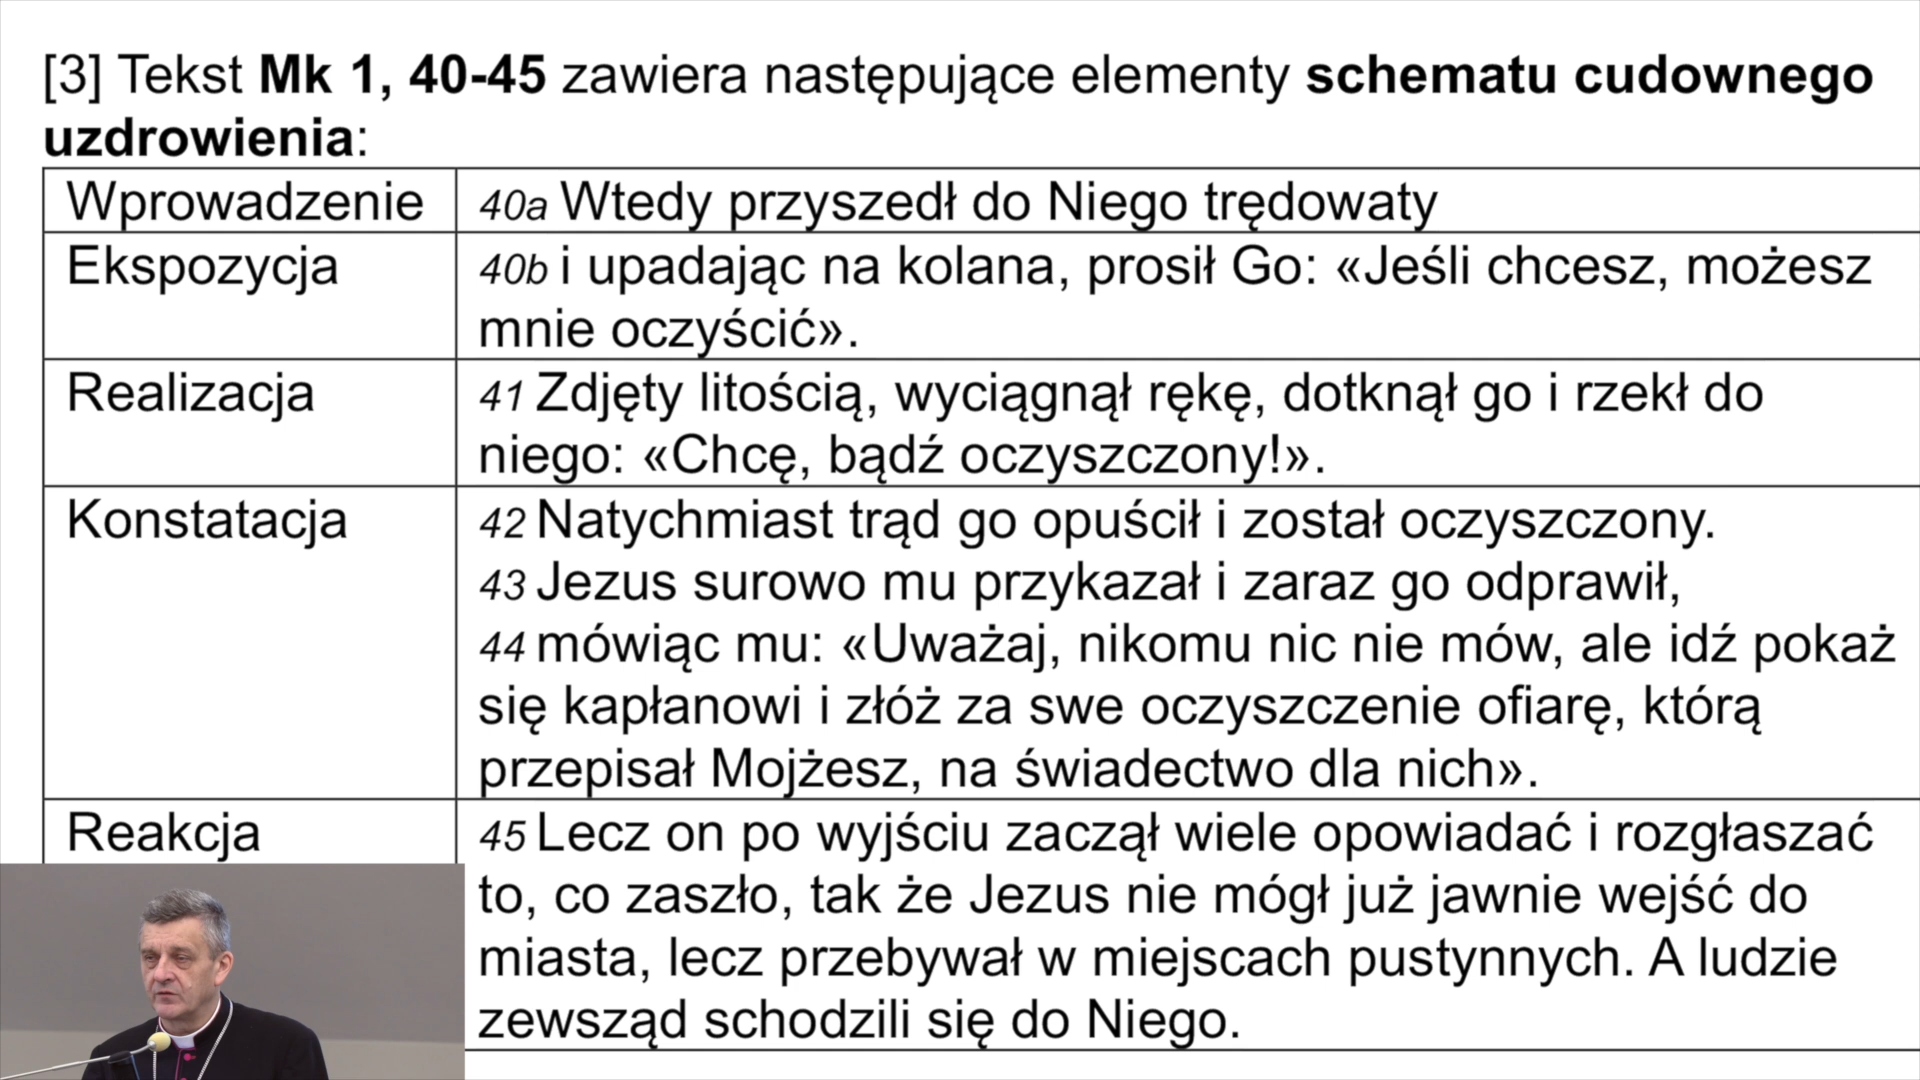 [3] Tekst Mk 1, 40-45 zawiera następujące elementy schematu cudownego
uzdrowienia:
Wprowadzenie
40a Wtedy przyszedł do Niego trędowaty
Ekspozycja
40b i upadając na kolana, prosił Go: «Jeśli chcesz, możesz
mnie oczyścić».
Realizacja
41 Zdjęty litością, wyciągnął rękę, dotknął go i rzekł do
niego: «Chcę, bądź oczyszczony!».
Konstatacja
42 Natychmiast trąd go opuścił i został oczyszczony.
43 Jezus surowo mu przykazał i zaraz go odprawił,
44 mówiąc mu: «Uważaj, nikomu nic nie mów, ale idź pokaż
się kapłanowi i złóż za swe oczyszczenie ofiarę, którą
przepisał Mojżesz, na świadectwo dla nich».
Reakcja
45 Lecz on po wyjściu zaczął wiele opowiadać i rozgłaszać
to, co zaszło, tak że Jezus nie mógł już jawnie wejść do
miasta, lecz przebywał w miejscach pustynnych. A ludzie
zewsząd schodzili się do Niego.